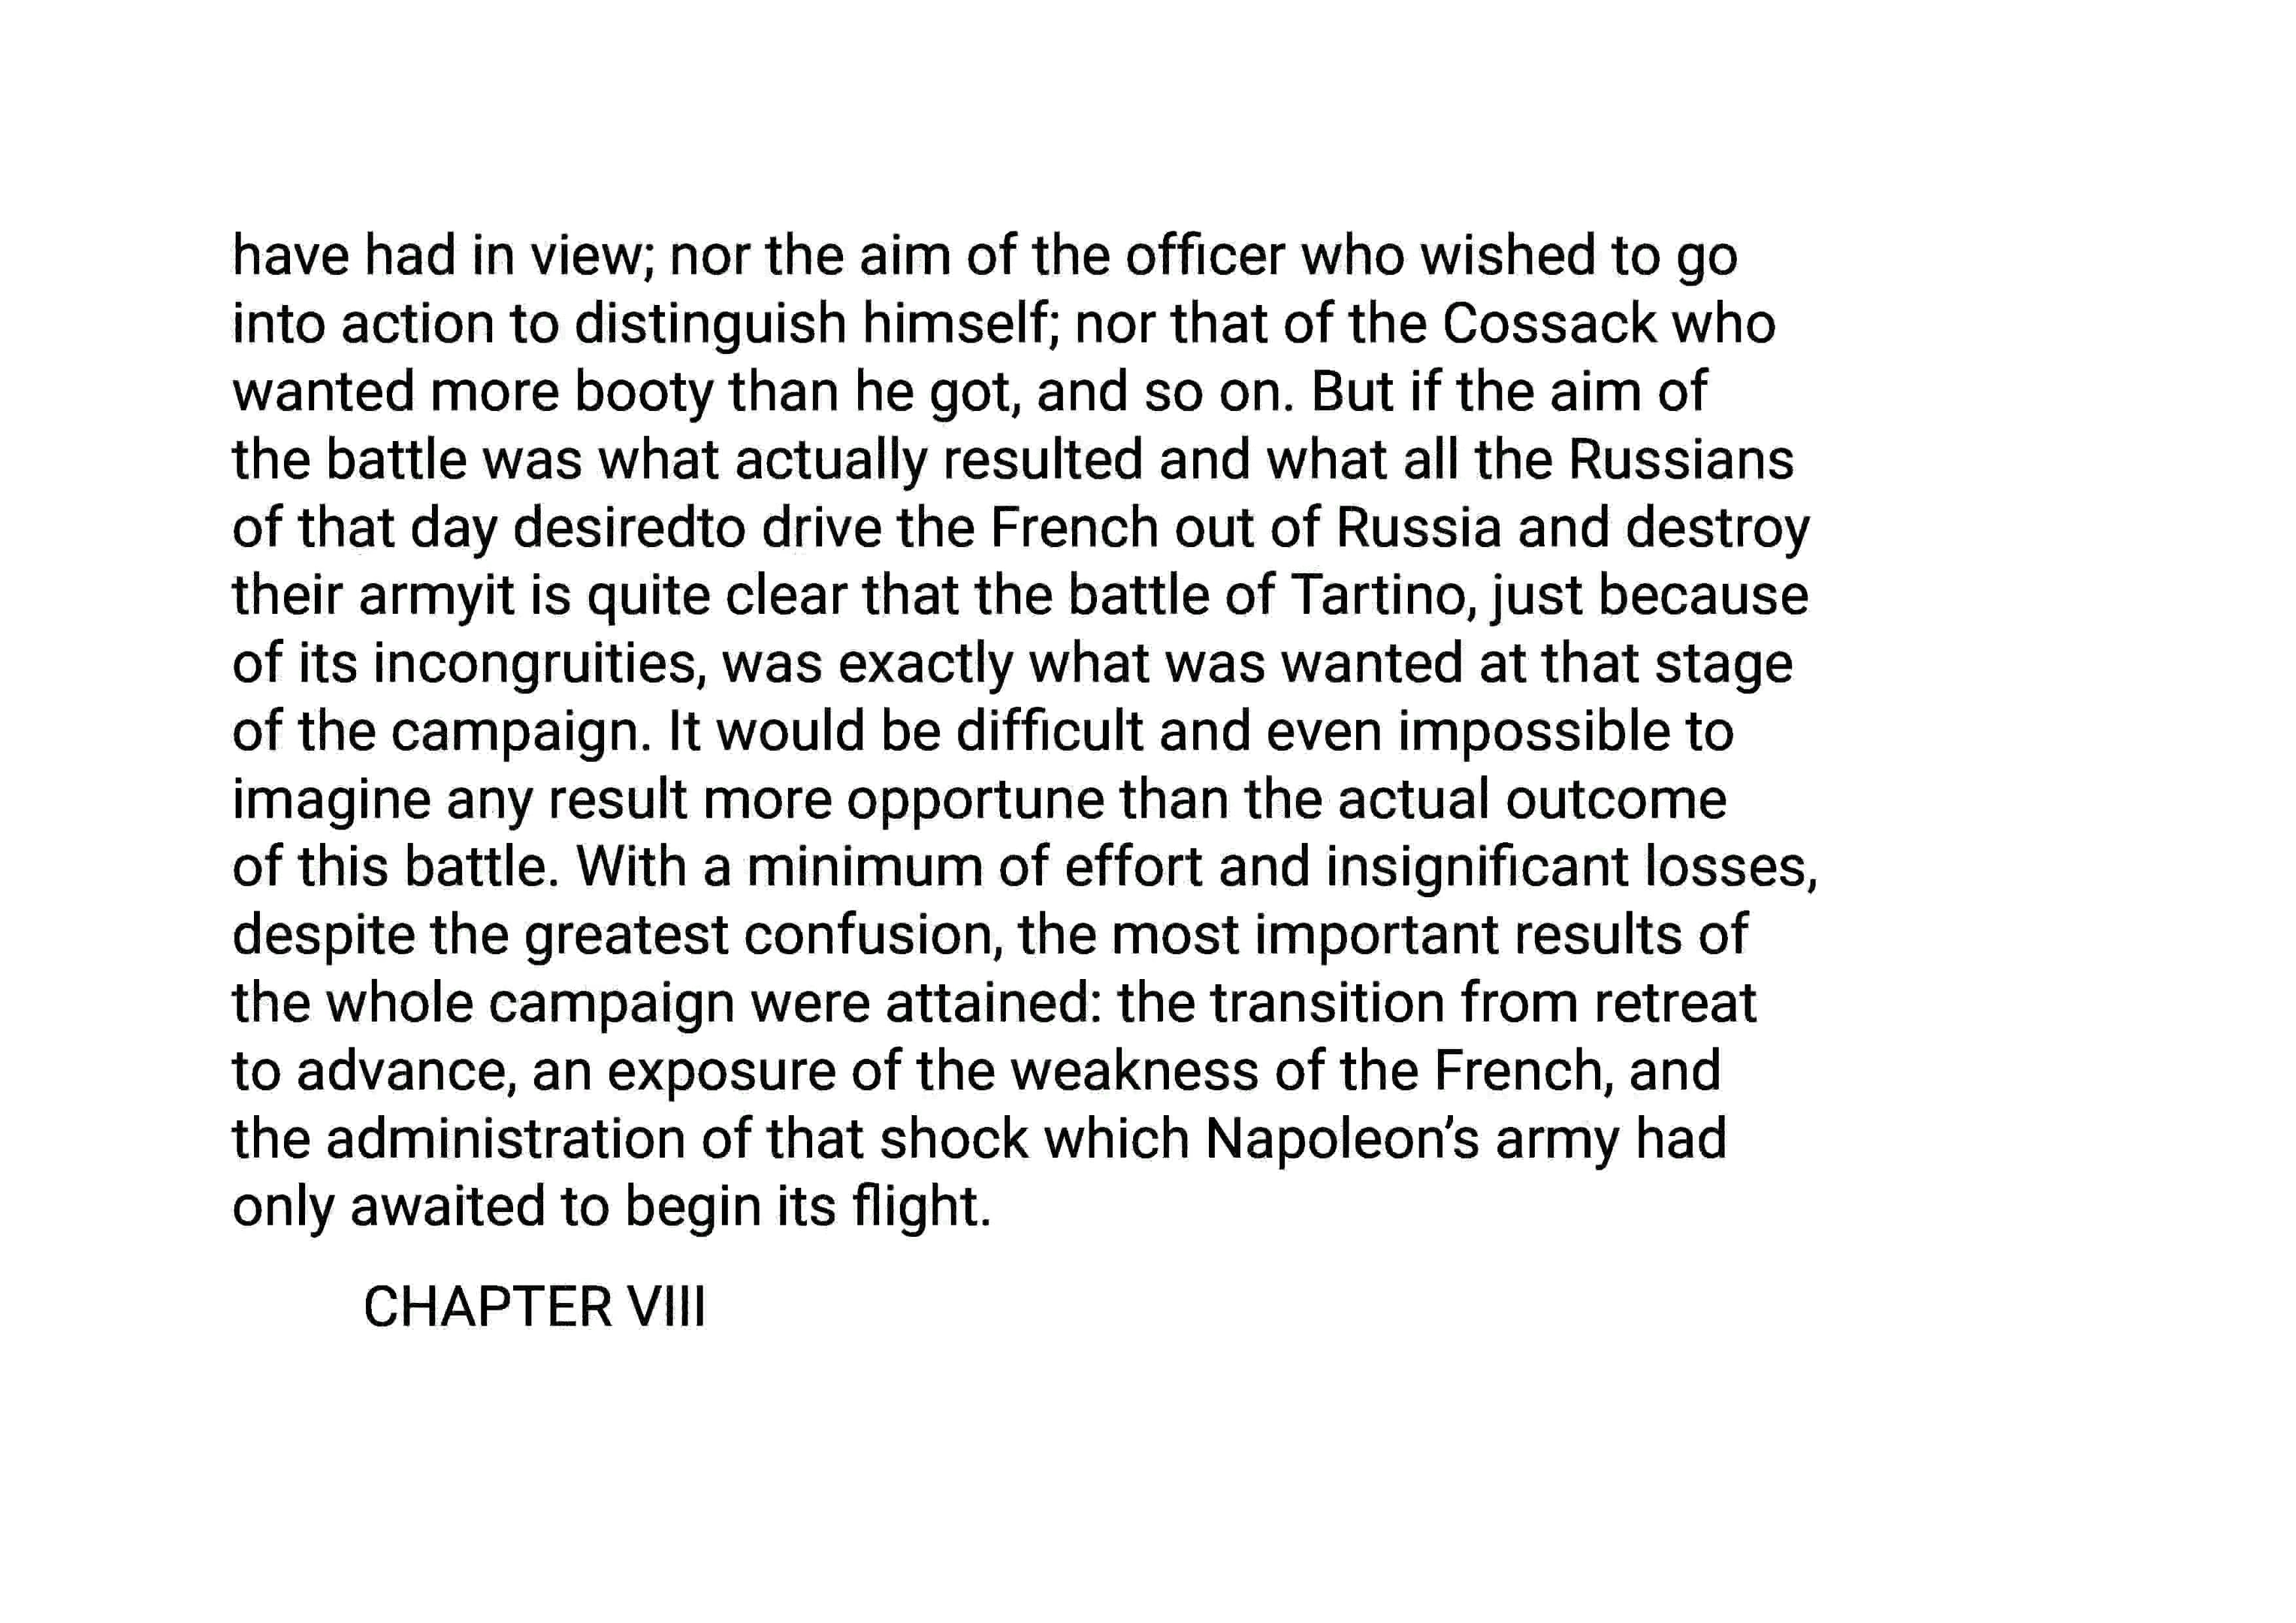 have had in view; nor the aim of the officer who wished to go
into action to distinguish himself; nor that of the Cossack who
wanted more booty than he got, and so on. But if the aim of
the battle was what actually resulted and what all the Russians
of that day desiredto drive the French out of Russia and destroy
their armyit is quite clear that the battle of Tartino, just because
of its incongruities, was exactly what was wanted at that stage
of the campaign. It would be difficult and even impossible to
imagine any result more opportune than the actual outcome
of this battle. With a minimum of effort and insignificant losses,
despite the greatest confusion, the most important results of
the whole campaign were attained: the transition from retreat
to advance, an exposure of the weakness of the French, and
the administration of that shock which Napoleon’s army had
only awaited to begin its flight.
CHAPTER VIII